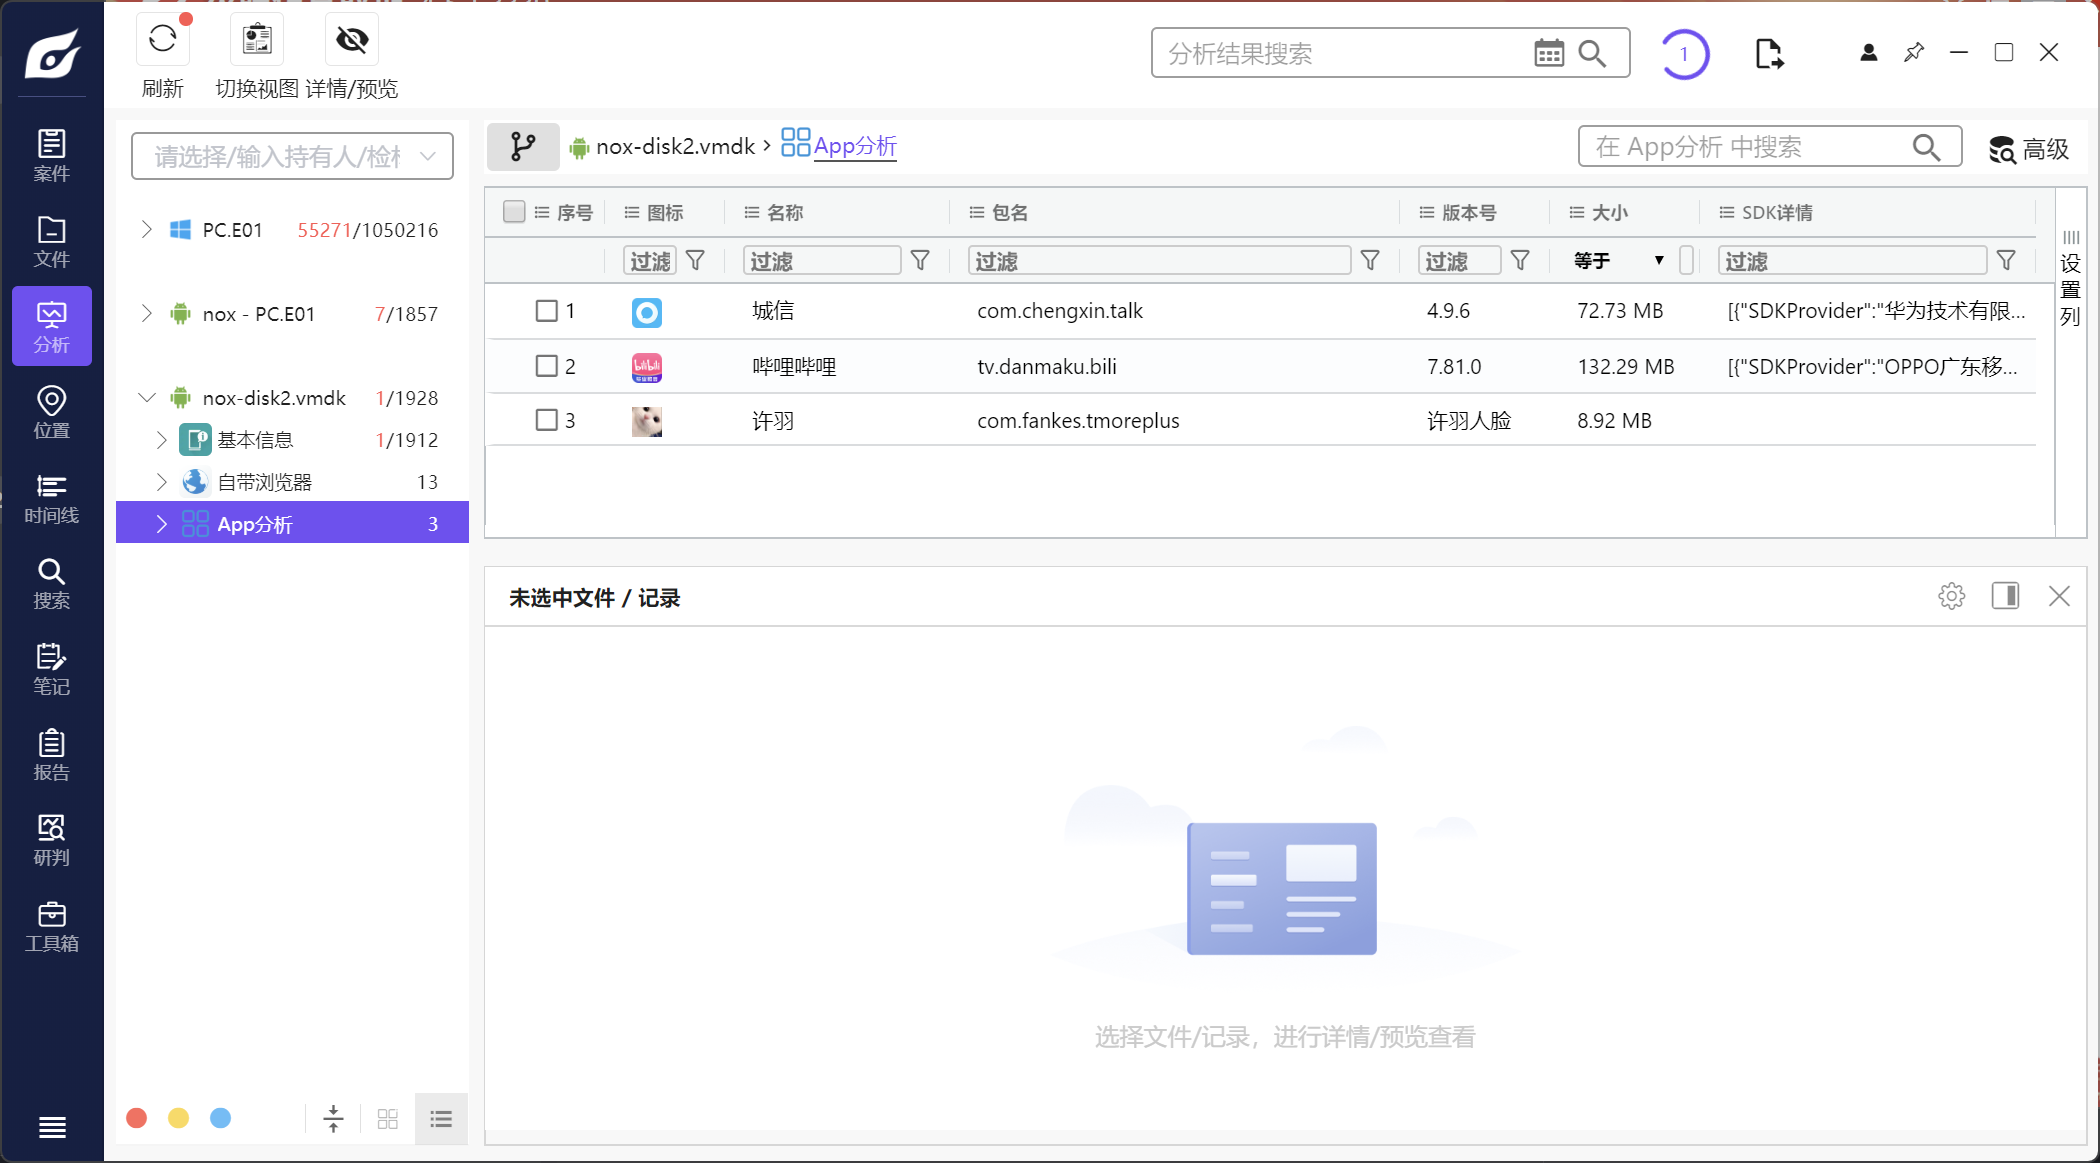 刷新
切换视图
详情/预览
分析结果搜索
1
案件
文件
分析
位置
时间线
搜索
笔记
报告
研判
工具箱
请选择/输入持有人/检
PC.E01 55271/1050216
nox - PC.E01 7/1857
nox-disk2.vmdk 1/1928
基本信息 1/1912
自带浏览器 13
App分析 3
nox-disk2.vmdk › App分析
在 App分析 中搜索
高级
序号 图标 名称 包名 版本号 大小 SDK详情
过滤 过滤 过滤 过滤 等于 过滤
1 城信 com.chengxin.talk 4.9.6 72.73 MB [{"SDKProvider":"华为技术有限...
2 哔哩哔哩 tv.danmaku.bili 7.81.0 132.29 MB [{"SDKProvider":"OPPO广东移...
3 许羽 com.fankes.tmoreplus 许羽人脸 8.92 MB
设置列
未选中文件 / 记录
选择文件/记录，进行详情/预览查看